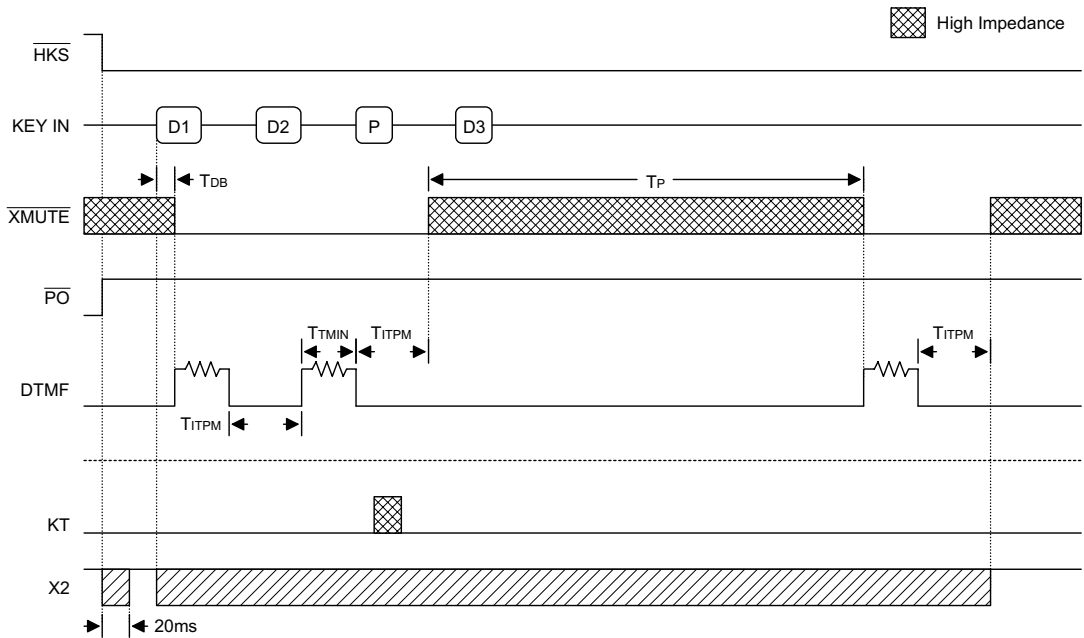 High Impedance
HKS
KEY IN D1 D2 P D3
TDB
TP
XMUTE
PO
TTMIN TITPM TITPM
DTMF
TITPM
KT
X2
20ms